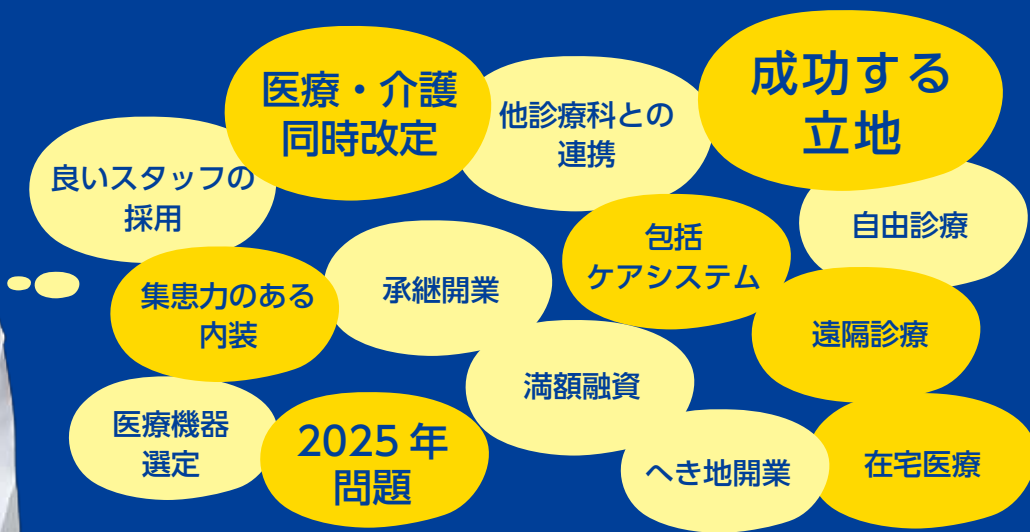 医療・介護
同時改定
他診療科との
連携
成功する
立地
良いスタッフの
採用
自由診療
包括
ケアシステム
承継開業
集患力のある
内装
遠隔診療
満額融資
医療機器
選定
2025年
問題
へき地開業
在宅医療